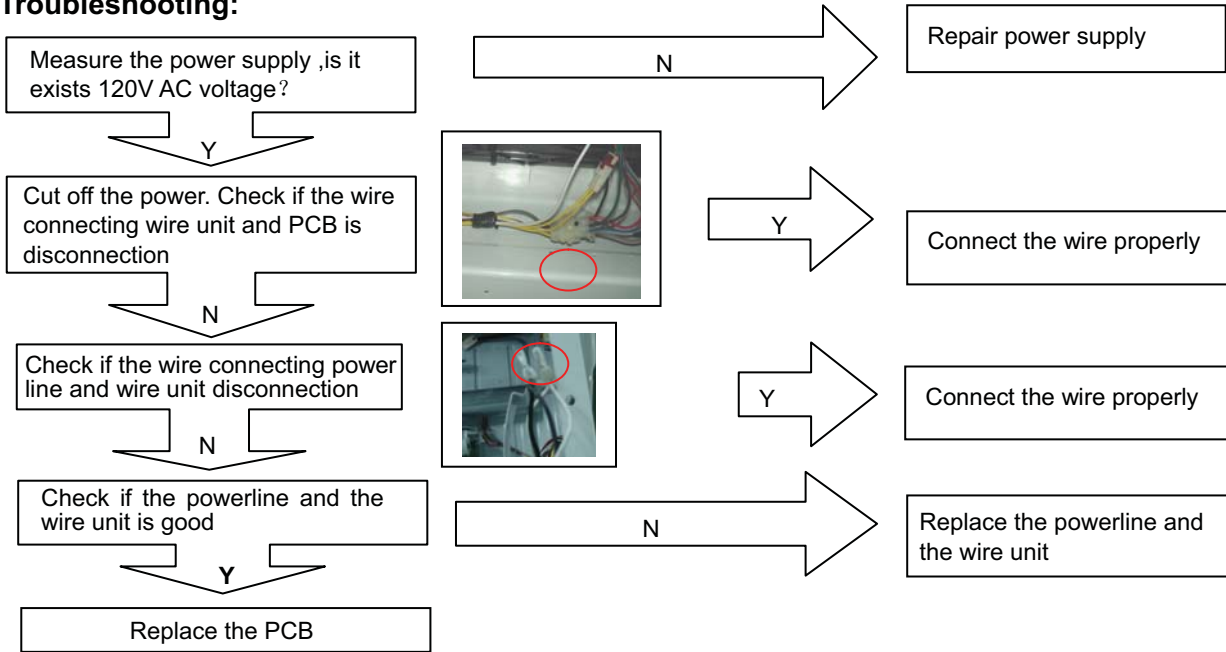 Troubleshooting:
Measure the power supply ,is it
exists 120V AC voltage？
N
Repair power supply
Y
Cut off the power. Check if the wire
connecting wire unit and PCB is
disconnection
Y
Connect the wire properly
N
Check if the wire connecting power
line and wire unit disconnection
Y
Connect the wire properly
N
Check if the powerline and the
wire unit is good
N
Replace the powerline and
the wire unit
Y
Replace the PCB